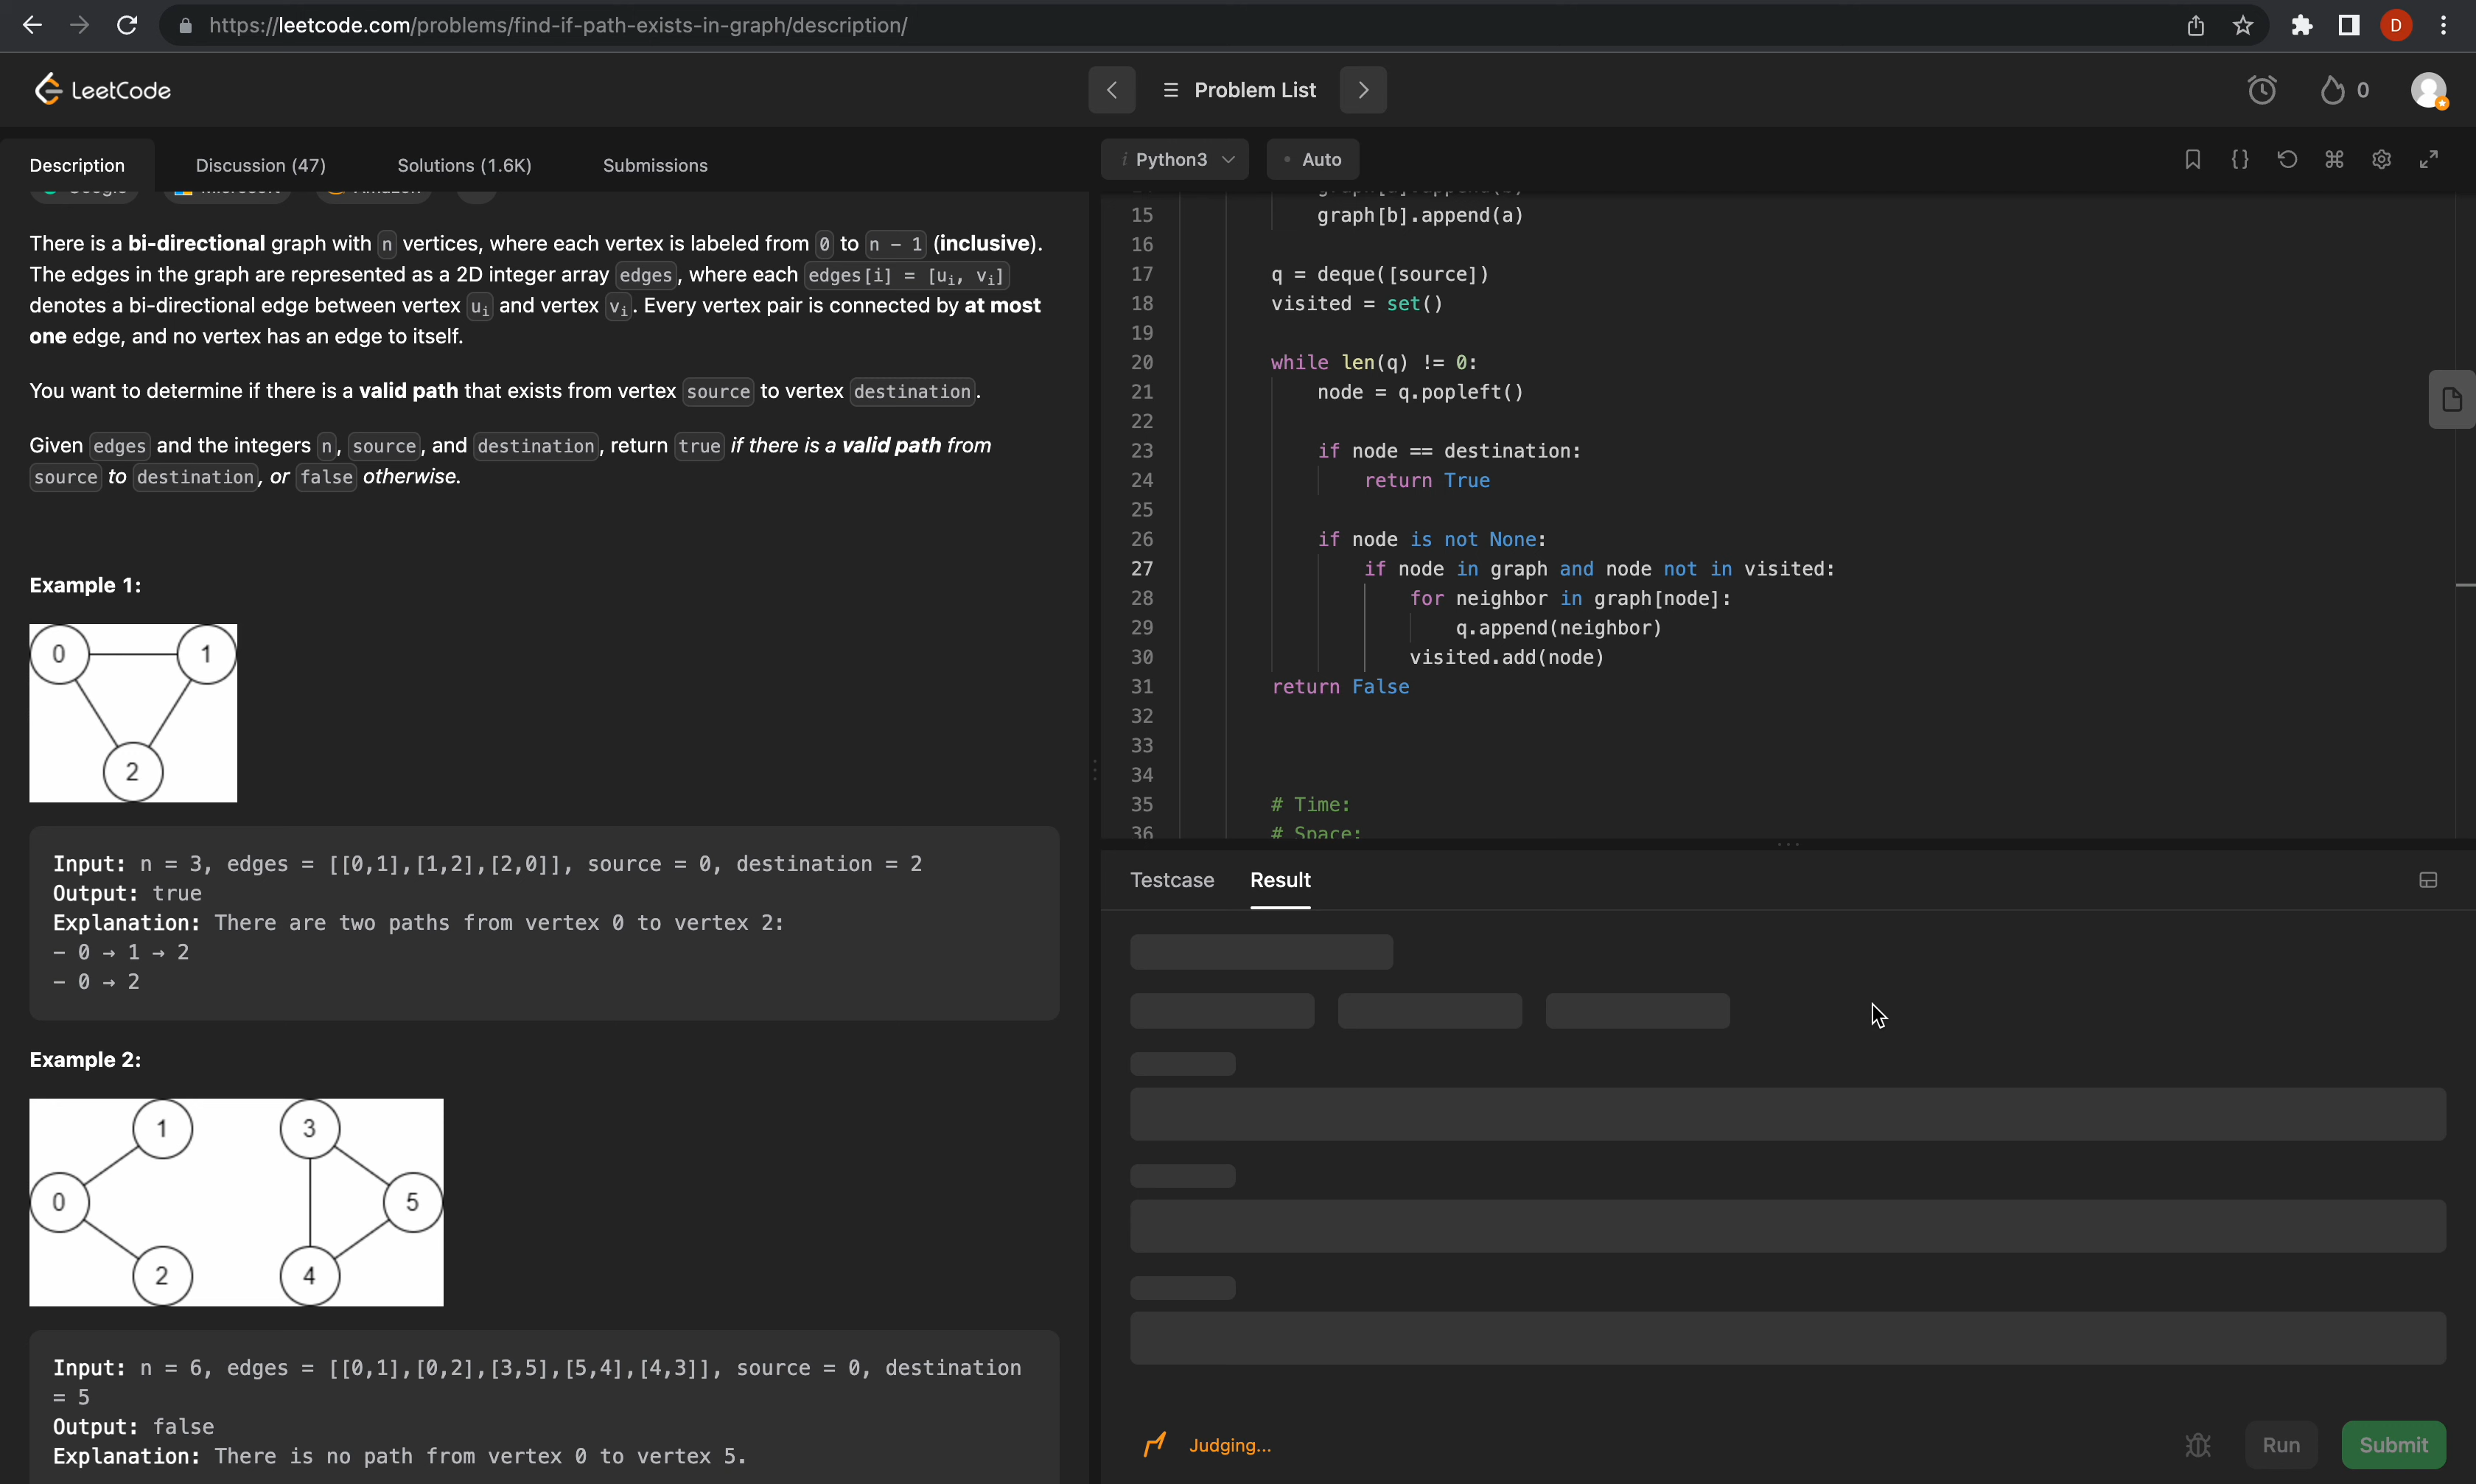 https://leetcode.com/problems/find-if-path-exists-in-graph/description/
D
LeetCode
Problem List
0
Description
Discussion (47)
Solutions (1.6K)
Submissions
There is a bi-directional graph with n vertices, where each vertex is labeled from 0 to n - 1 (inclusive).
The edges in the graph are represented as a 2D integer array edges, where each edges[i] = [ui, vi]
denotes a bi-directional edge between vertex ui and vertex vi. Every vertex pair is connected by at most
one edge, and no vertex has an edge to itself.
You want to determine if there is a valid path that exists from vertex source to vertex destination.
Given edges and the integers n, source, and destination, return true if there is a valid path from
source to destination, or false otherwise.
Example 1:
0
1
2
Input: n = 3, edges = [[0,1],[1,2],[2,0]], source = 0, destination = 2
Output: true
Explanation: There are two paths from vertex 0 to vertex 2:
- 0 → 1 → 2
- 0 → 2
Example 2:
1
3
0
5
2
4
Input: n = 6, edges = [[0,1],[0,2],[3,5],[5,4],[4,3]], source = 0, destination
= 5
Output: false
Explanation: There is no path from vertex 0 to vertex 5.
i Python3
• Auto
15 graph[b].append(a)
16
17 q = deque([source])
18 visited = set()
19
20 while len(q) != 0:
21 node = q.popleft()
22
23 if node == destination:
24 return True
25
26 if node is not None:
27 if node in graph and node not in visited:
28 for neighbor in graph[node]:
29 q.append(neighbor)
30 visited.add(node)
31 return False
32
33
34
35 # Time:
36 # Space:
Testcase
Result
Judging...
Run
Submit